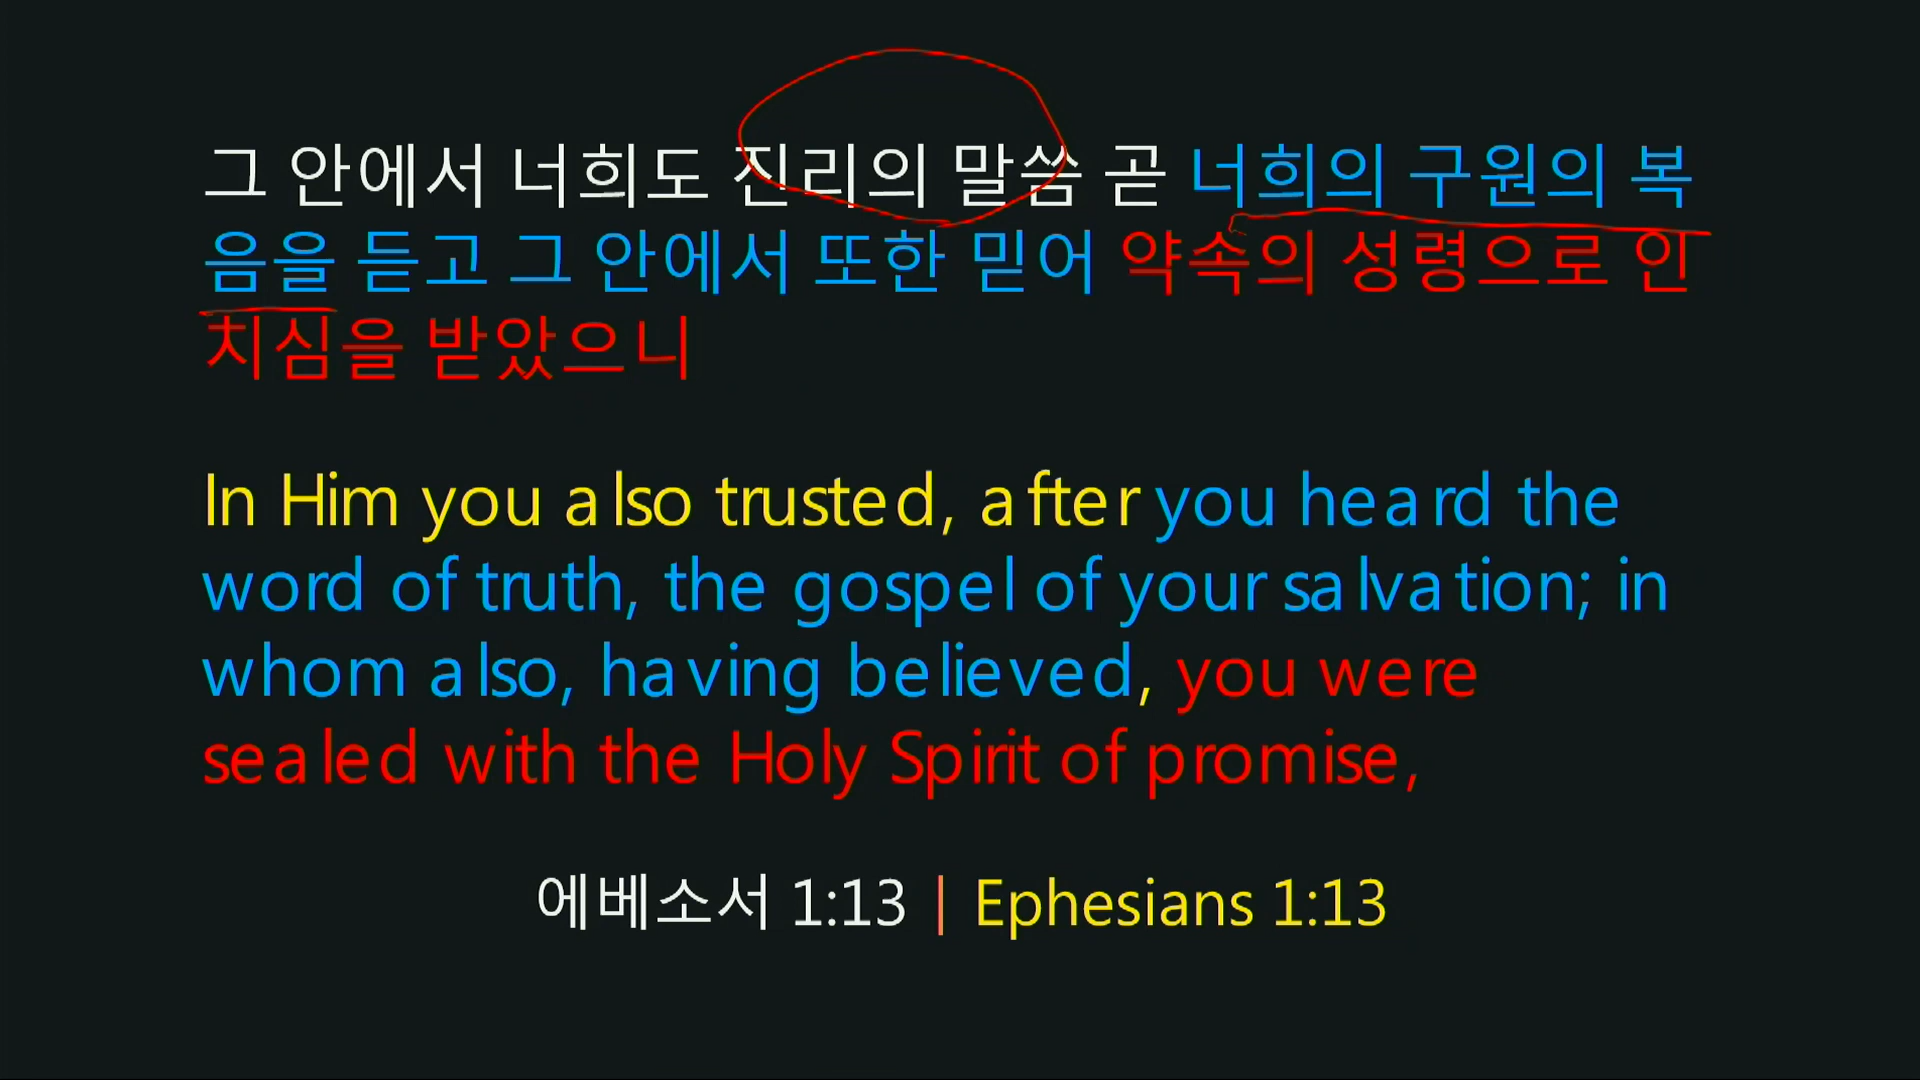 그 안에서 너희도 진리의 말씀 곧 너희의 구원의 복
음을 듣고 그 안에서 또한 믿어 약속의 성령으로 인
치심을 받았으니
In Him you also trusted, after you heard the
word of truth, the gospel of your salvation; in
whom also, having believed, you were
sealed with the Holy Spirit of promise,
에베소서 1:13 | Ephesians 1:13